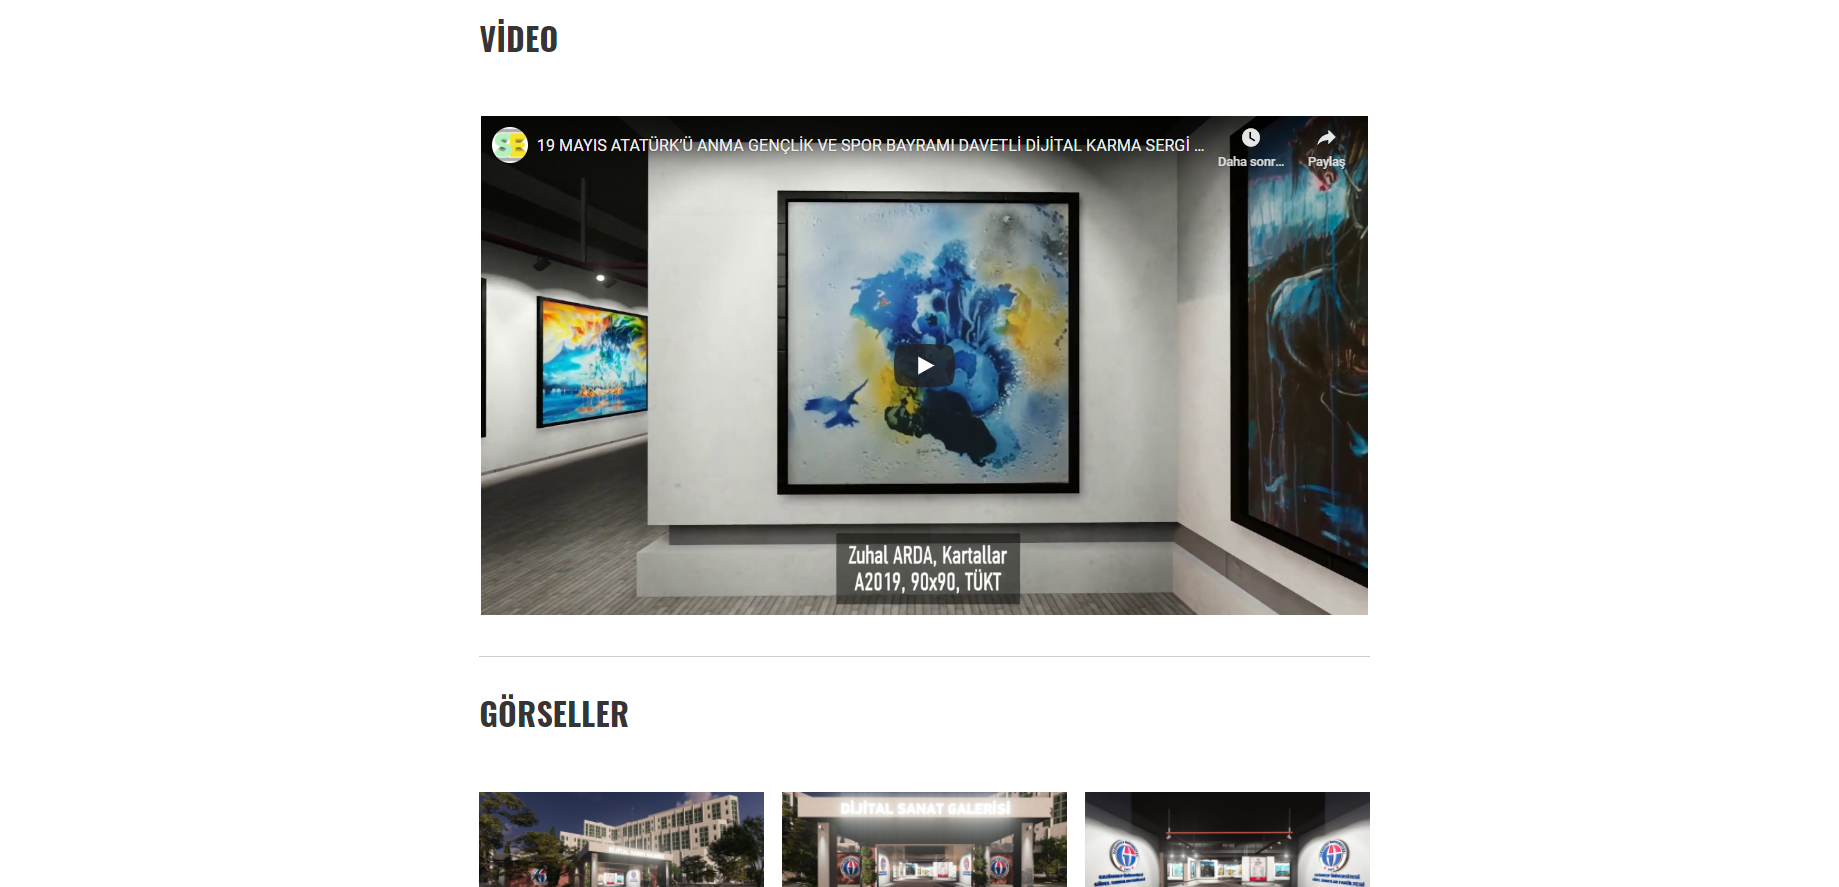 VİDEO
19 MAYIS ATATÜRK'Ü ANMA GENÇLİK VE SPOR BAYRAMI DAVETLİ DİJİTAL KARMA SERGİ ...
Daha sonr...
Paylaş
Zuhal ARDA, Kartallar
A2019, 90x90, TÜKT
GÖRSELLER
DİJİTAL SANAT GALERİSİ